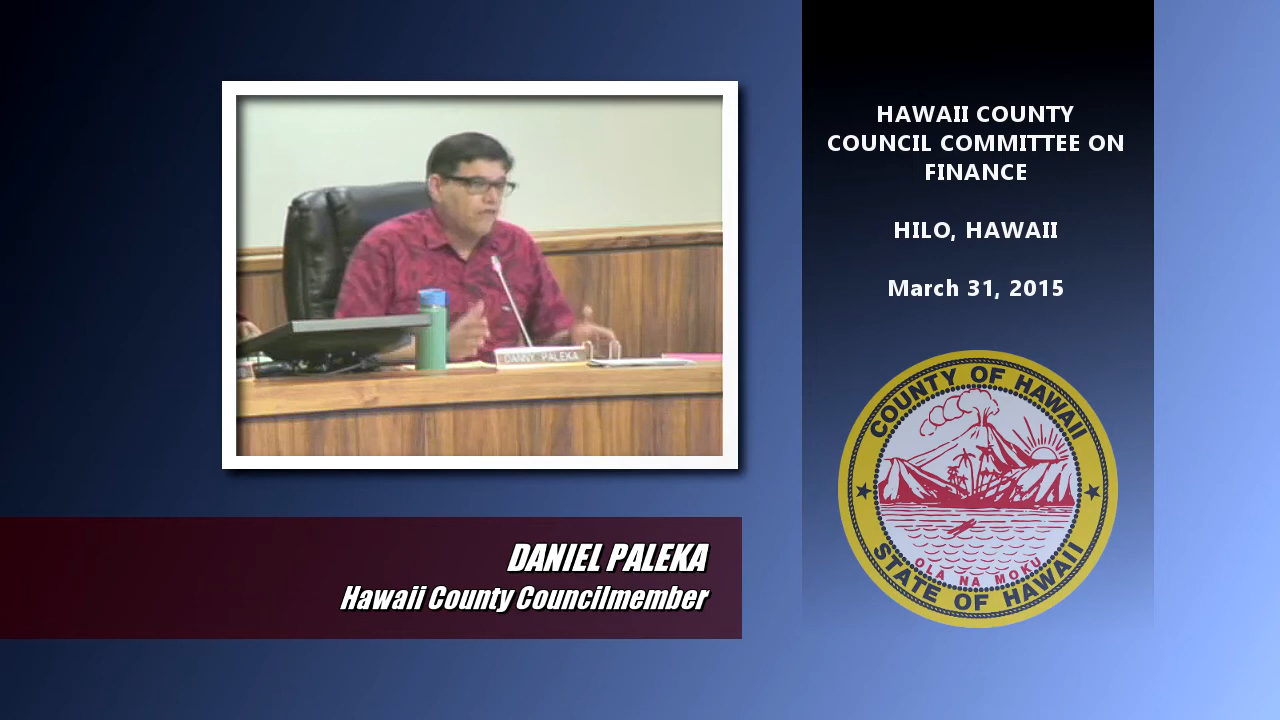 HAWAII COUNTY
COUNCIL COMMITTEE ON
FINANCE
HILO, HAWAII
March 31, 2015
COUNTY OF HAWAII
OLA NA MOKU
STATE OF HAWAII
DANNY PALEKA
DANIEL PALEKA
Hawaii County Councilmember